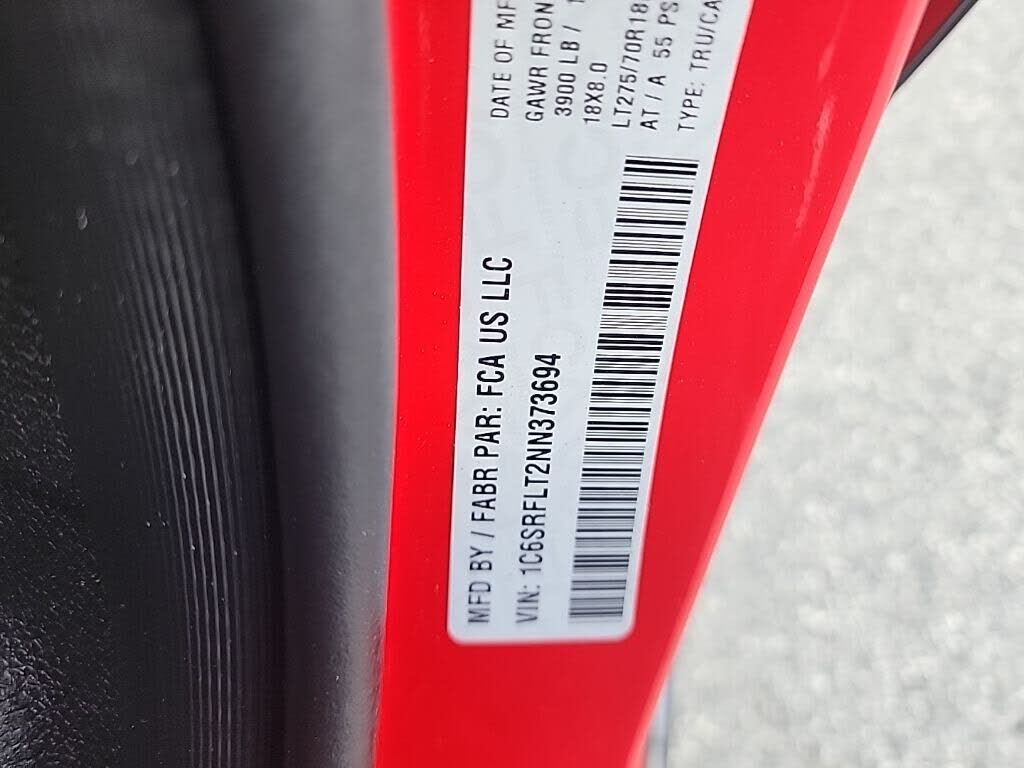 DATE OF MF
GAWR FRON
3900 LB /
18X8.0
LT275/70R18
AT / A 55 PS
TYPE: TRU/CA
MFD BY / FABR PAR: FCA US LLC
VIN: 1C6SRFLT2NN373694